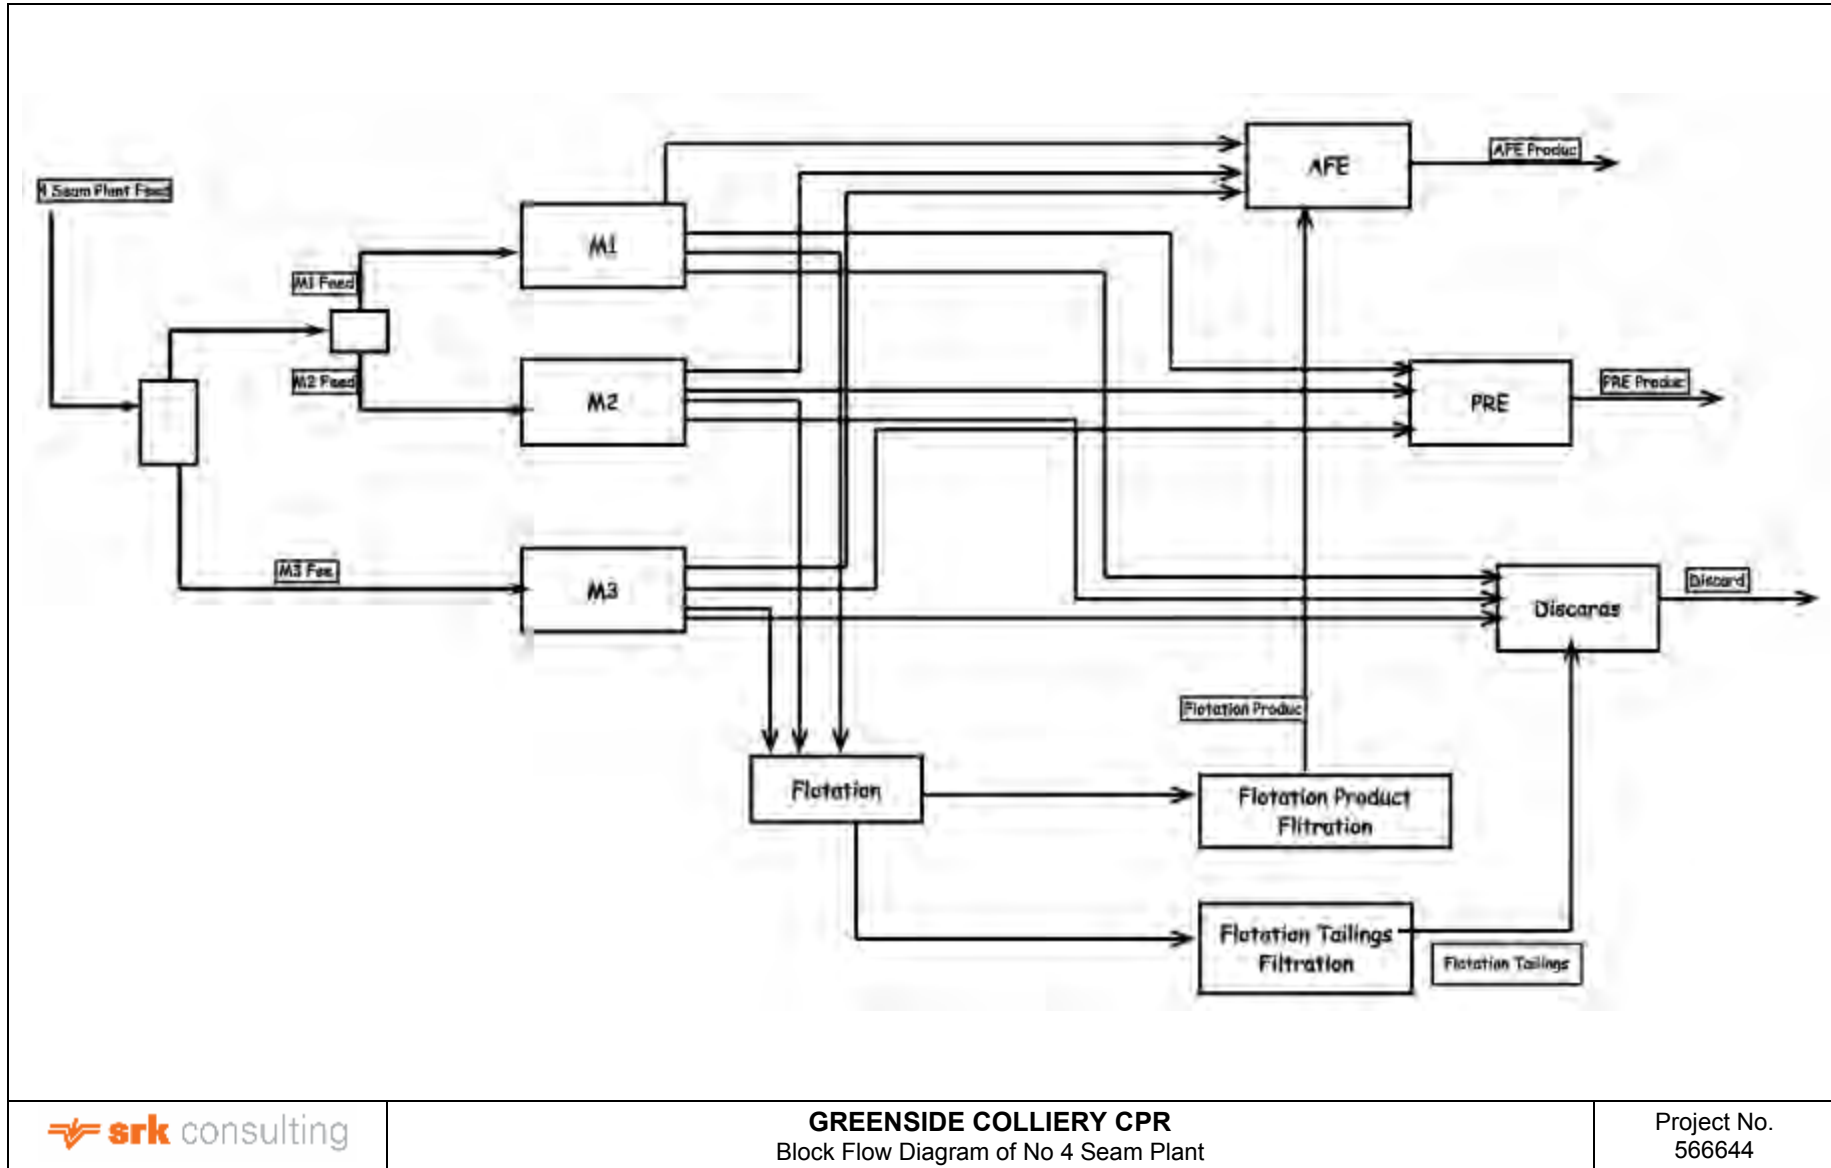 4 Seam Plant Feed
M1 Feed
M2 Feed
M3 Fee
M1
M2
M3
AFE
AFE Produc
PRE
PRE Produc
Discards
Discard
Flotation
Flotation Produc
Flotation Product
Flitration
Flotation Tailings
Filtration
Flotation Tailings
srk consulting
GREENSIDE COLLIERY CPR
Block Flow Diagram of No 4 Seam Plant
Project No.
566644